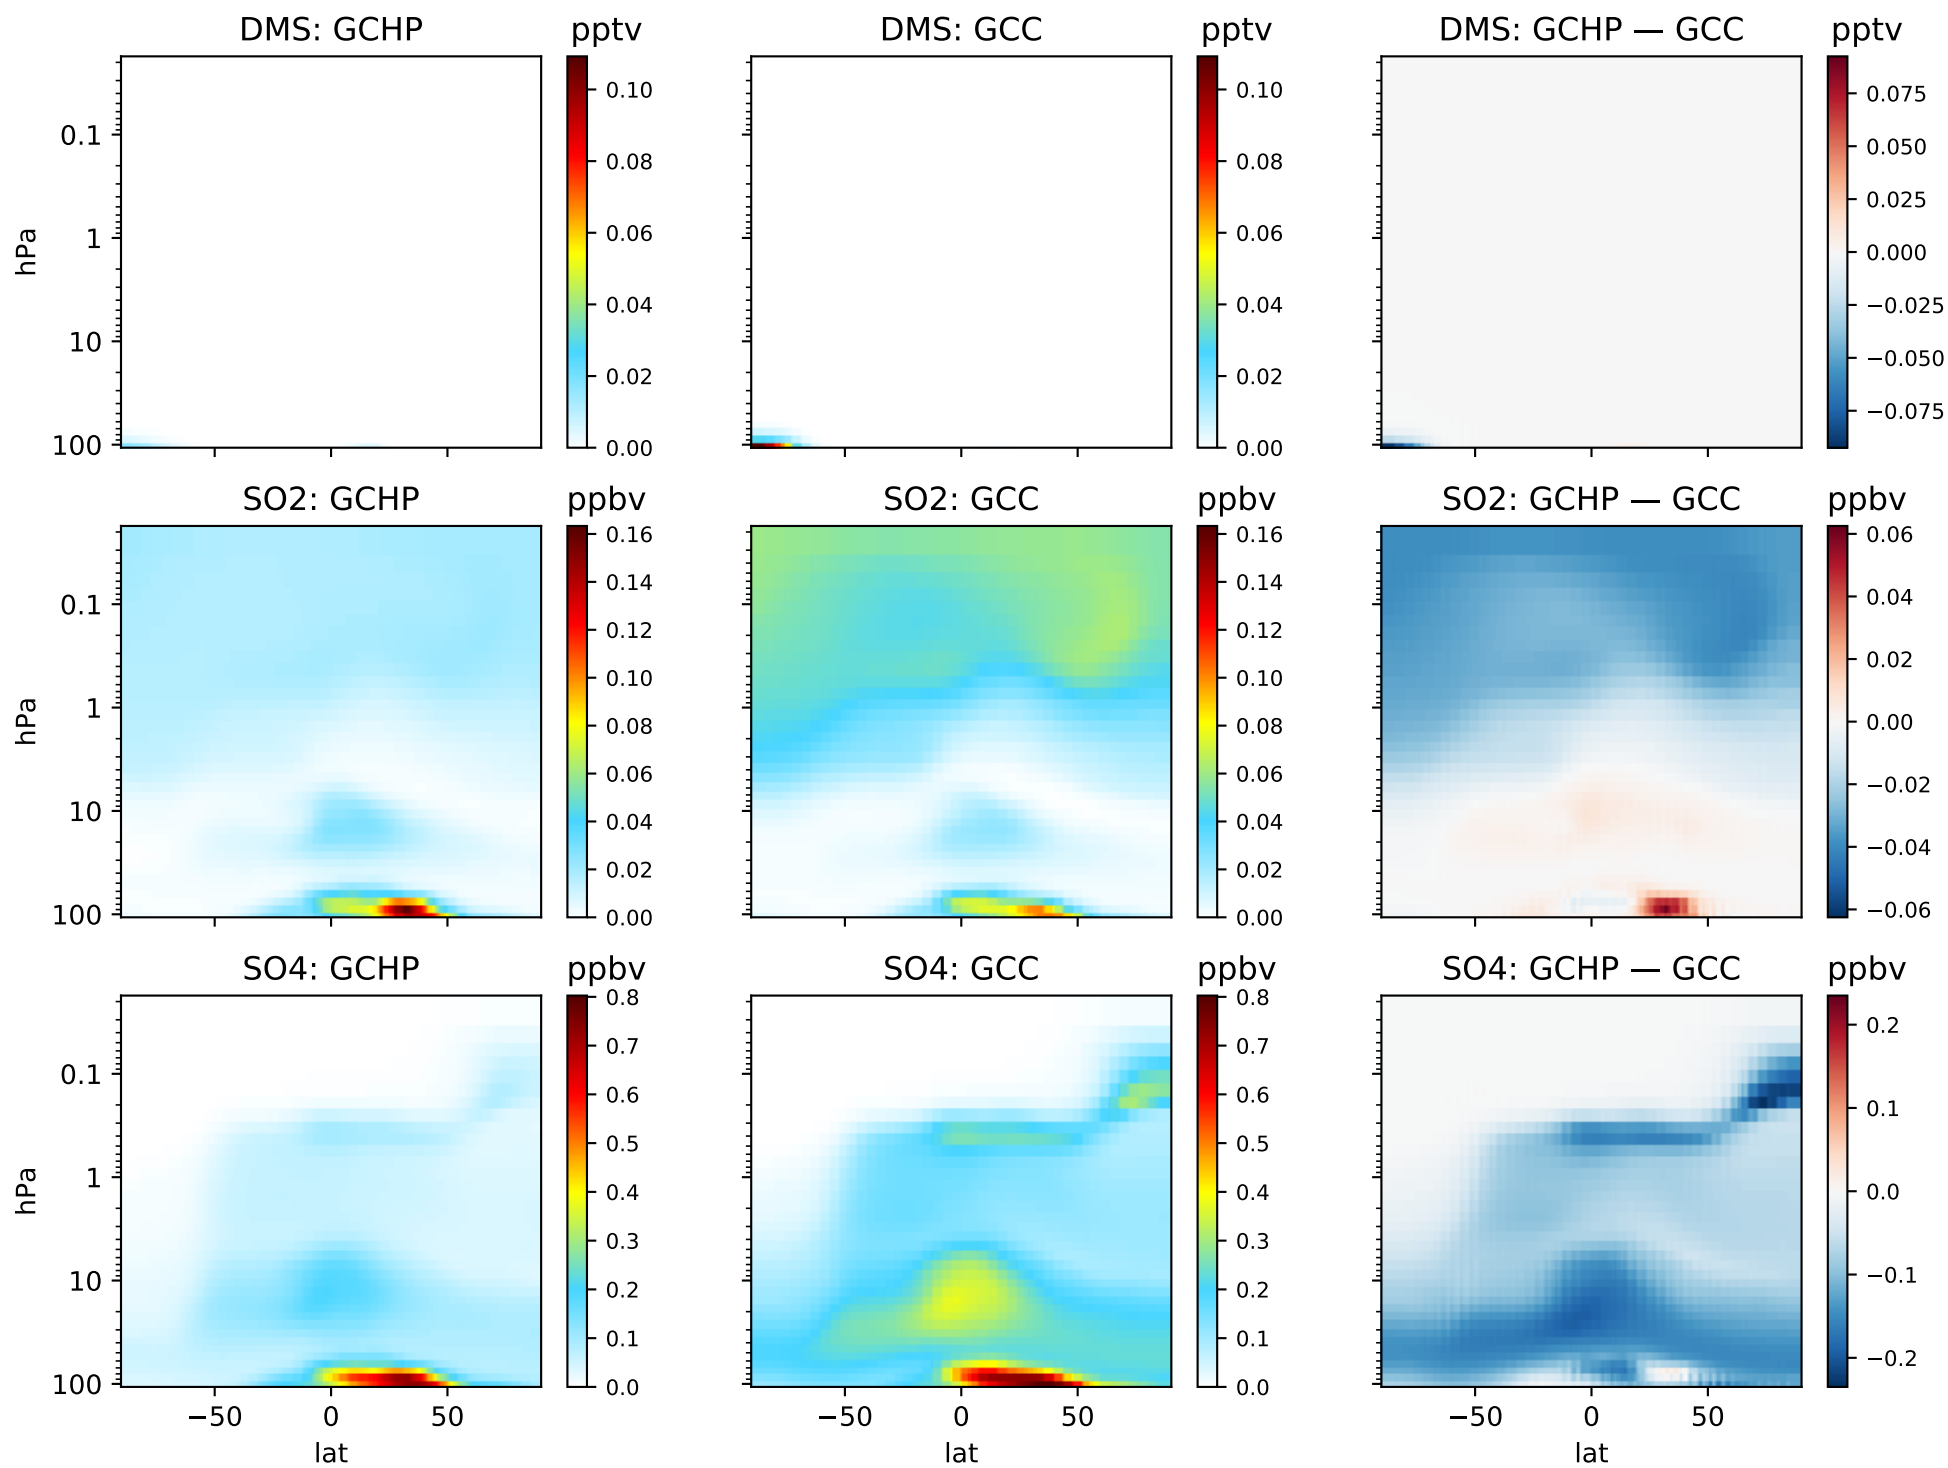 DMS: GCHP pptv DMS: GCC pptv DMS: GCHP — GCC pptv
0.10 0.10 0.075
0.1 0.08 0.08 0.050
0.025
hPa 1 0.06 0.06 0.000
0.04 0.04 −0.025
10 0.02 0.02 −0.050
−0.075
100 0.00 0.00
SO2: GCHP ppbv SO2: GCC ppbv SO2: GCHP — GCC ppbv
0.16 0.16 0.06
0.14 0.14
0.1 0.12 0.12 0.04
0.10 0.10 0.02
hPa 1 0.08 0.08 0.00
0.06 0.06 −0.02
10 0.04 0.04 −0.04
0.02 0.02
100 0.00 0.00 −0.06
SO4: GCHP ppbv SO4: GCC ppbv SO4: GCHP — GCC ppbv
0.8 0.8 0.2
0.1 0.7 0.7
0.6 0.6 0.1
0.5 0.5
hPa 1 0.4 0.4 0.0
0.3 0.3
10 0.2 0.2 −0.1
0.1 0.1 −0.2
100 0.0 0.0
−50 0 50 −50 0 50 −50 0 50
lat lat lat